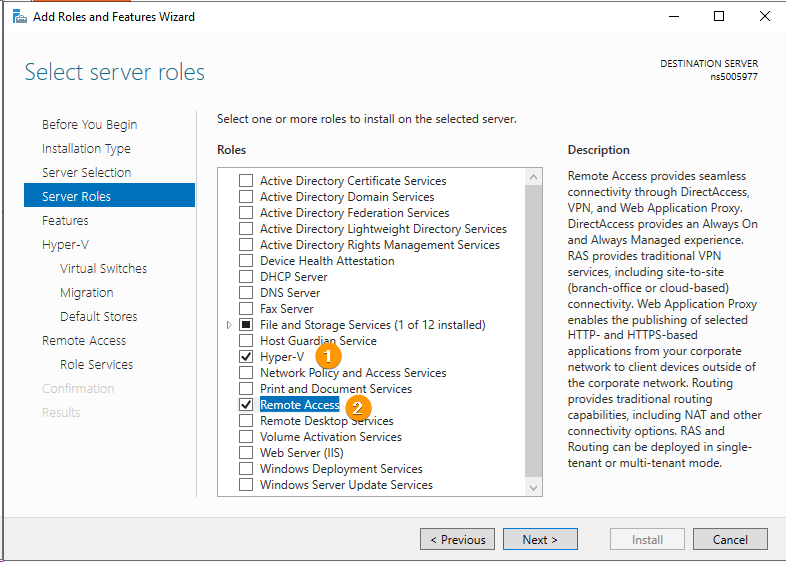 Add Roles and Features Wizard
Select server roles
DESTINATION SERVER
ns5005977
Before You Begin
Installation Type
Server Selection
Server Roles
Features
Hyper-V
Virtual Switches
Migration
Default Stores
Remote Access
Role Services
Confirmation
Results
Select one or more roles to install on the selected server.
Roles
Active Directory Certificate Services
Active Directory Domain Services
Active Directory Federation Services
Active Directory Lightweight Directory Services
Active Directory Rights Management Services
Device Health Attestation
DHCP Server
DNS Server
Fax Server
File and Storage Services (1 of 12 installed)
Host Guardian Service
Hyper-V 1
Network Policy and Access Services
Print and Document Services
Remote Access 2
Remote Desktop Services
Volume Activation Services
Web Server (IIS)
Windows Deployment Services
Windows Server Update Services
Description
Remote Access provides seamless
connectivity through DirectAccess,
VPN, and Web Application Proxy.
DirectAccess provides an Always On
and Always Managed experience.
RAS provides traditional VPN
services, including site-to-site
(branch-office or cloud-based)
connectivity. Web Application Proxy
enables the publishing of selected
HTTP- and HTTPS-based
applications from your corporate
network to client devices outside of
the corporate network. Routing
provides traditional routing
capabilities, including NAT and other
connectivity options. RAS and
Routing can be deployed in single-
tenant or multi-tenant mode.
< Previous
Next >
Install
Cancel